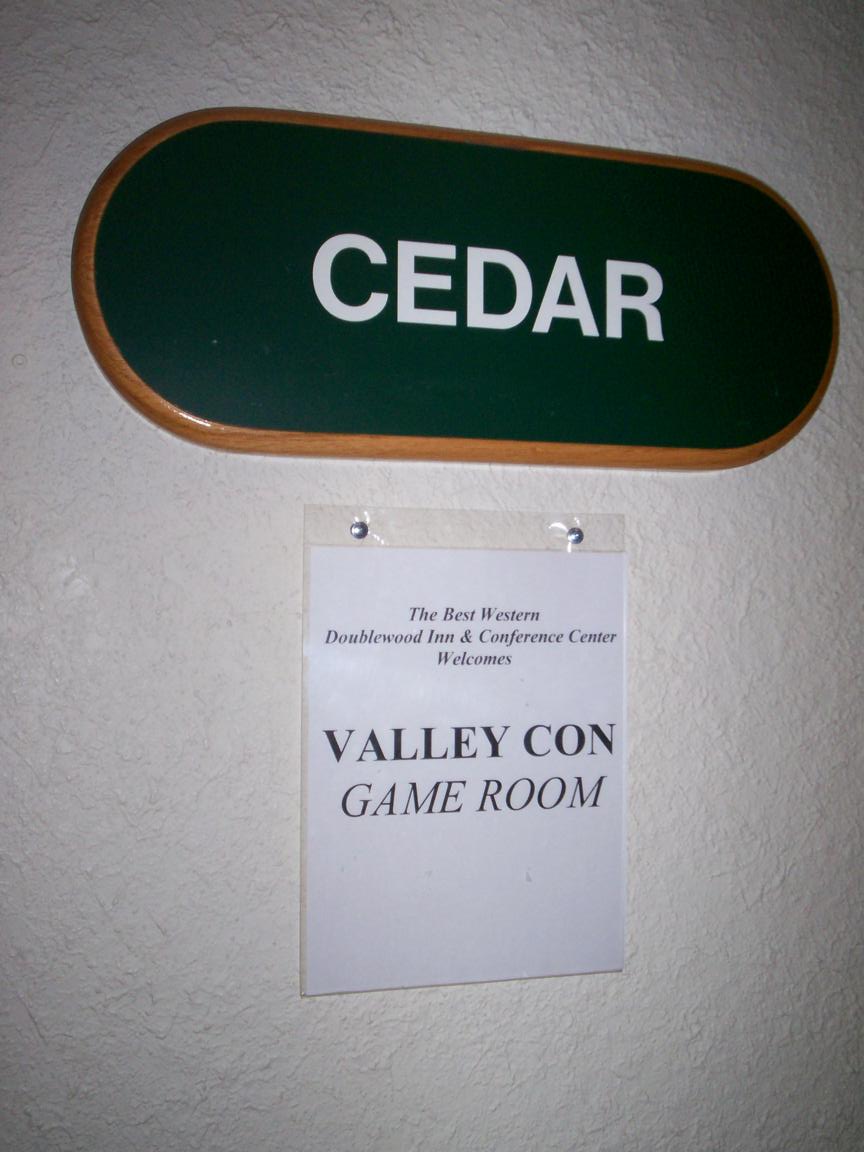 CEDAR
The Best Western
Doublewood Inn & Conference Center
Welcomes
VALLEY CON
GAME ROOM